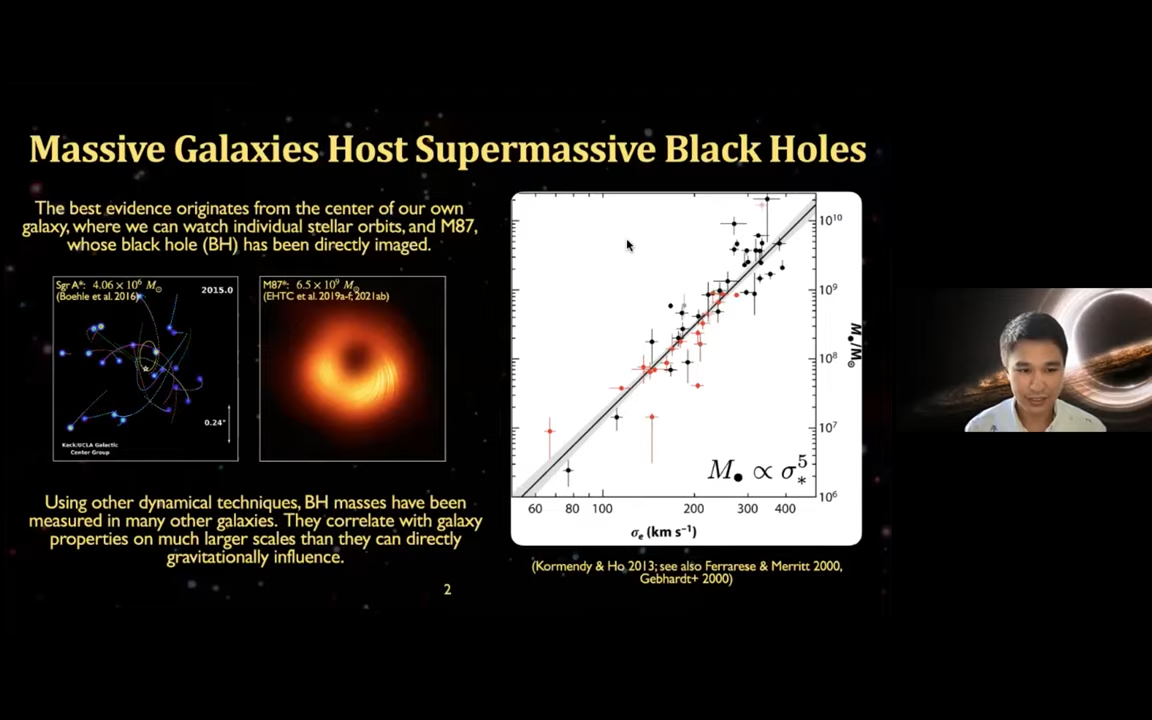 Massive Galaxies Host Supermassive Black Holes
The best evidence originates from the center of our own
galaxy, where we can watch individual stellar orbits, and M87,
whose black hole (BH) has been directly imaged.
Sgr A*: 4.06 × 10⁶ M☉
(Boehle et al. 2016)
2015.0
0.24"
Keck/UCLA Galactic
Center Group
M87*: 6.5 × 10⁹ M☉
(EHTC et al. 2019a-f, 2021ab)
Using other dynamical techniques, BH masses have been
measured in many other galaxies. They correlate with galaxy
properties on much larger scales than they can directly
gravitationally influence.
2
10¹⁰
10⁹
10⁸
10⁷
10⁶
M●/M☉
M● ∝ σ*⁵
60 80 100 200 300 400
σₑ (km s⁻¹)
(Kormendy & Ho 2013; see also Ferrarese & Merritt 2000,
Gebhardt+ 2000)